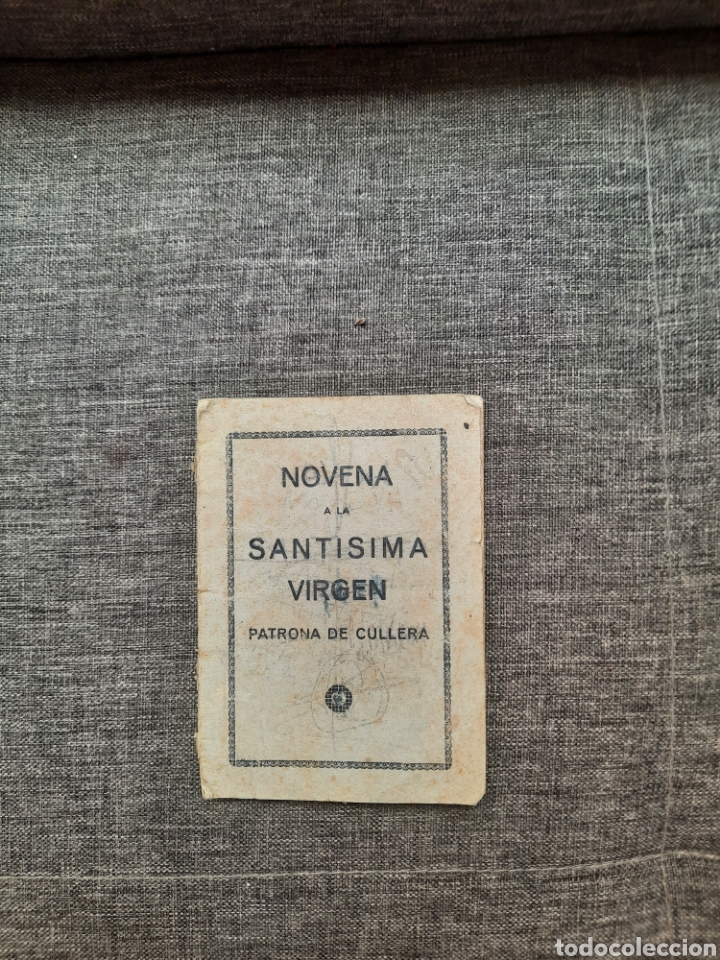 NOVENA
A LA
SANTISIMA
VIRGEN
PATRONA DE CULLERA
todocoleccion